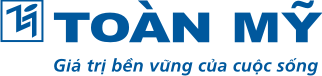 TOÀN MỸ
Giá trị bền vững của cuộc sống